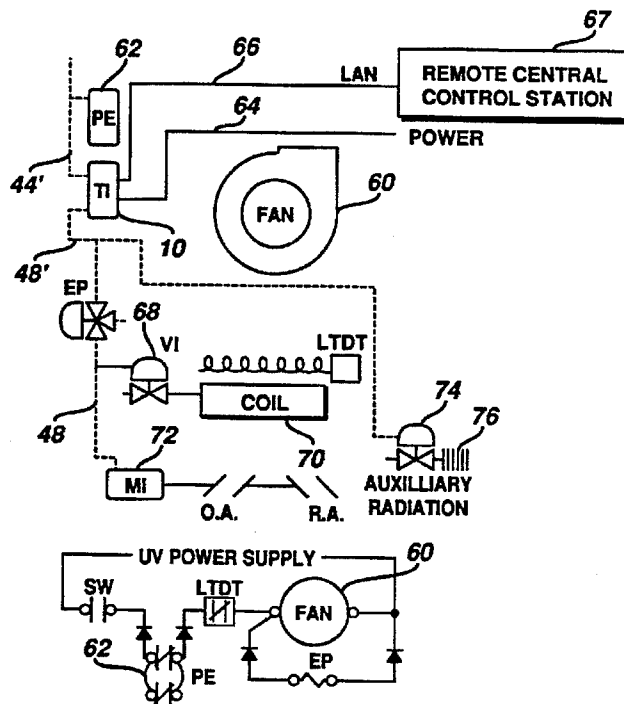 62
67
66
LAN
REMOTE CENTRAL
CONTROL STATION
PE
64
POWER
44'
TI
FAN
60
10
48'
EP
68
VI
LTDT
COIL
74
76
48
72
70
AUXILLIARY
RADIATION
MI
O.A.
R.A.
UV POWER SUPPLY
60
SW
LTDT
FAN
62
PE
EP